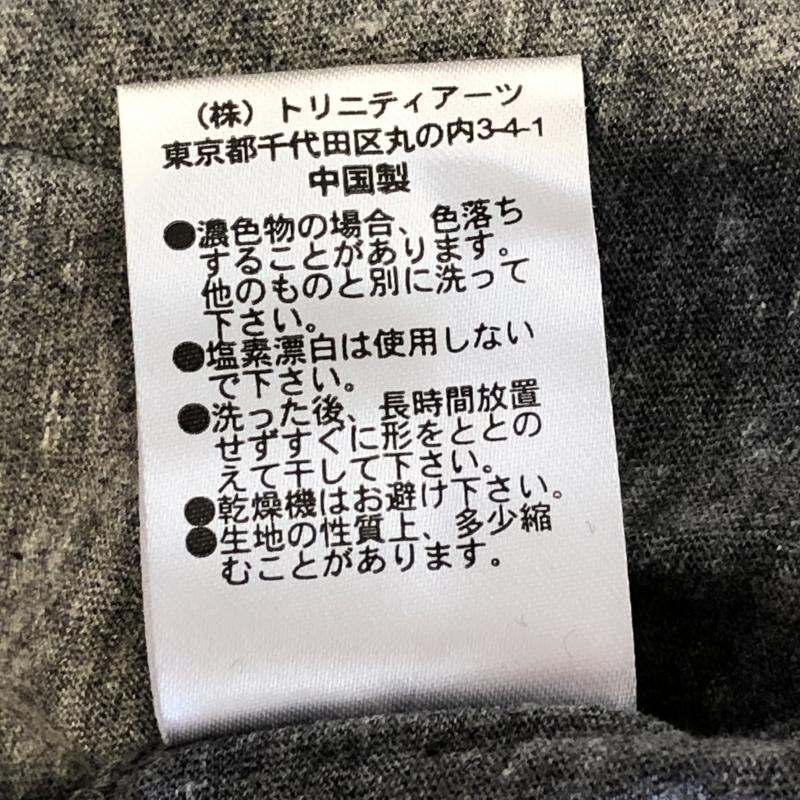 （株）トリニティアーツ
東京都千代田区丸の内3-4-1
中国製
●濃色物の場合、色落ち
することがあります。
他のものと別に洗って
下さい。
●塩素漂白は使用しない
で下さい。
●洗った後、長時間放置
せずすぐに形をととの
えて干して下さい。
●乾燥機はお避け下さい。
●生地の性質上、多少縮
むことがあります。